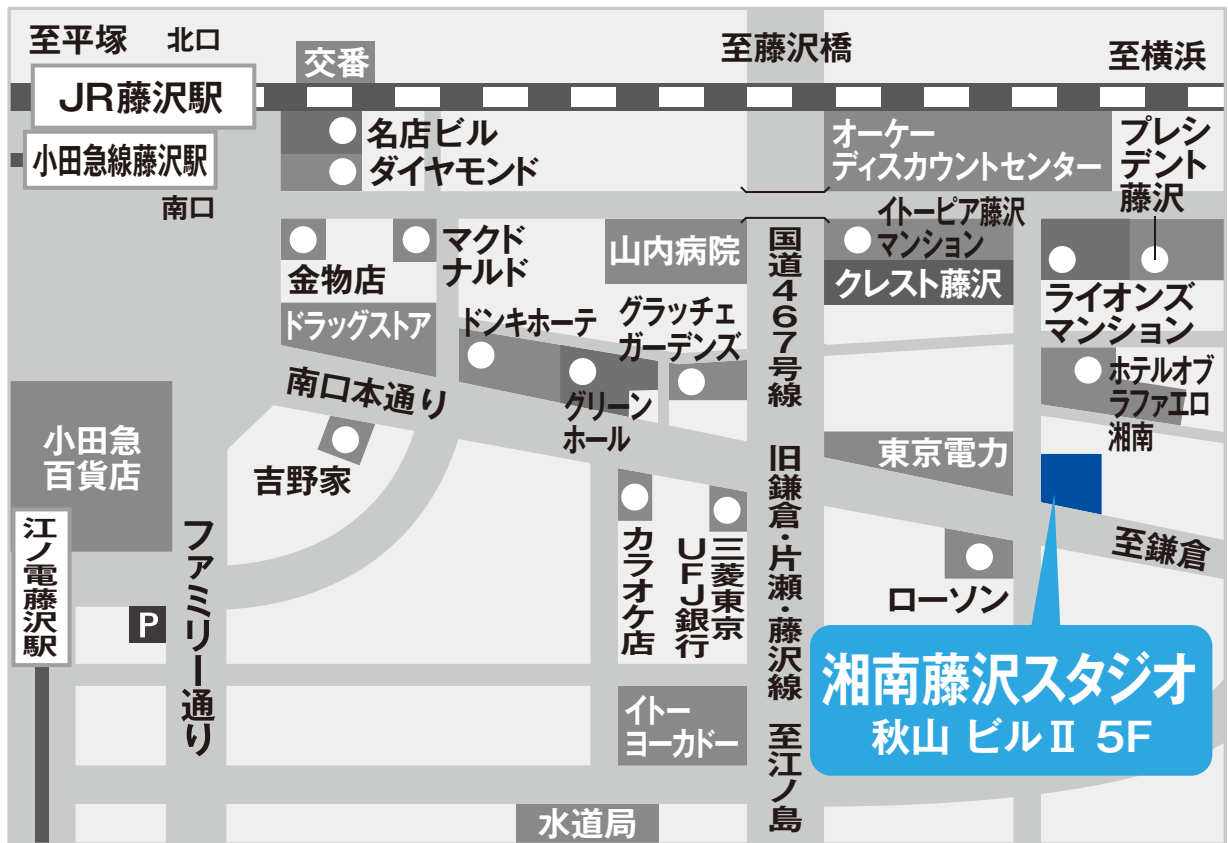 至平塚
北口
交番
至藤沢橋
至横浜
JR藤沢駅
小田急線藤沢駅
南口
名店ビル
ダイヤモンド
オーケー
ディスカウントセンター
プレシ
デント
藤沢
金物店
マクド
ナルド
山内病院
国道467号線 旧鎌倉・片瀬・藤沢線 至江ノ島
イトーピア藤沢
マンション
クレスト藤沢
ライオンズ
マンション
ドラッグストア
ドンキホーテ
グラッチェ
ガーデンズ
南口本通り
グリーン
ホール
ホテルオブ
ラファエロ
湘南
小田急
百貨店
吉野家
東京電力
江ノ電藤沢駅
P
ファミリー通り
カラオケ店
三菱東京
UFJ銀行
ローソン
至鎌倉
湘南藤沢スタジオ
秋山 ビルⅡ 5F
イトー
ヨーカドー
水道局